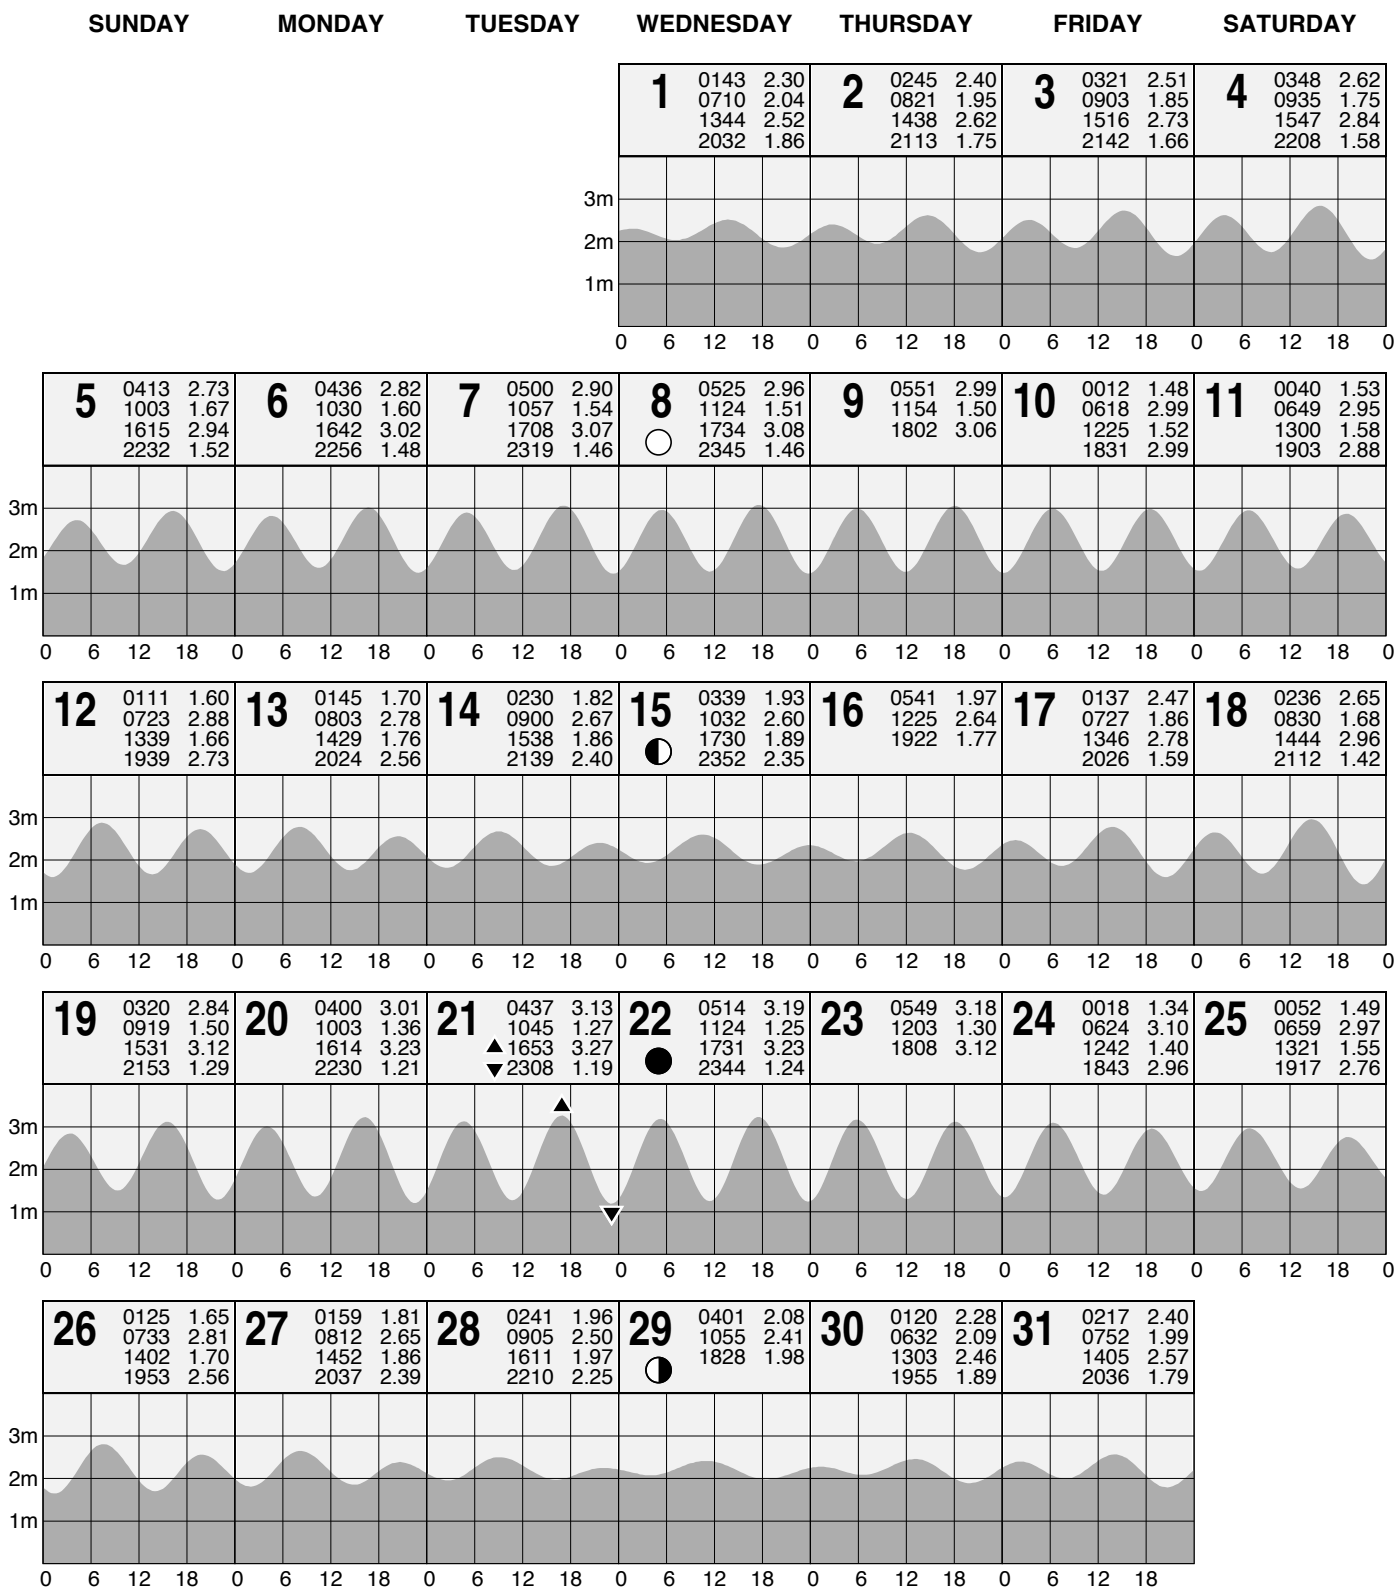 SUNDAY MONDAY TUESDAY WEDNESDAY THURSDAY FRIDAY SATURDAY
1 0143 2.30
0710 2.04
1344 2.52
2032 1.86
2 0245 2.40
0821 1.95
1438 2.62
2113 1.75
3 0321 2.51
0903 1.85
1516 2.73
2142 1.66
4 0348 2.62
0935 1.75
1547 2.84
2208 1.58
3m
2m
1m
0 6 12 18 0 6 12 18 0 6 12 18 0 6 12 18 0
5 0413 2.73
1003 1.67
1615 2.94
2232 1.52
6 0436 2.82
1030 1.60
1642 3.02
2256 1.48
7 0500 2.90
1057 1.54
1708 3.07
2319 1.46
8 0525 2.96
1124 1.51
1734 3.08
2345 1.46
9 0551 2.99
1154 1.50
1802 3.06
10 0012 1.48
0618 2.99
1225 1.52
1831 2.99
11 0040 1.53
0649 2.95
1300 1.58
1903 2.88
3m
2m
1m
0 6 12 18 0 6 12 18 0 6 12 18 0 6 12 18 0 6 12 18 0 6 12 18 0 6 12 18 0
12 0111 1.60
0723 2.88
1339 1.66
1939 2.73
13 0145 1.70
0803 2.78
1429 1.76
2024 2.56
14 0230 1.82
0900 2.67
1538 1.86
2139 2.40
15 0339 1.93
1032 2.60
1730 1.89
2352 2.35
16 0541 1.97
1225 2.64
1922 1.77
17 0137 2.47
0727 1.86
1346 2.78
2026 1.59
18 0236 2.65
0830 1.68
1444 2.96
2112 1.42
3m
2m
1m
0 6 12 18 0 6 12 18 0 6 12 18 0 6 12 18 0 6 12 18 0 6 12 18 0 6 12 18 0
19 0320 2.84
0919 1.50
1531 3.12
2153 1.29
20 0400 3.01
1003 1.36
1614 3.23
2230 1.21
21 0437 3.13
1045 1.27
1653 3.27
2308 1.19
22 0514 3.19
1124 1.25
1731 3.23
2344 1.24
23 0549 3.18
1203 1.30
1808 3.12
24 0018 1.34
0624 3.10
1242 1.40
1843 2.96
25 0052 1.49
0659 2.97
1321 1.55
1917 2.76
3m
2m
1m
0 6 12 18 0 6 12 18 0 6 12 18 0 6 12 18 0 6 12 18 0 6 12 18 0 6 12 18 0
26 0125 1.65
0733 2.81
1402 1.70
1953 2.56
27 0159 1.81
0812 2.65
1452 1.86
2037 2.39
28 0241 1.96
0905 2.50
1611 1.97
2210 2.25
29 0401 2.08
1055 2.41
1828 1.98
30 0120 2.28
0632 2.09
1303 2.46
1955 1.89
31 0217 2.40
0752 1.99
1405 2.57
2036 1.79
3m
2m
1m
0 6 12 18 0 6 12 18 0 6 12 18 0 6 12 18 0 6 12 18 0 6 12 18 0